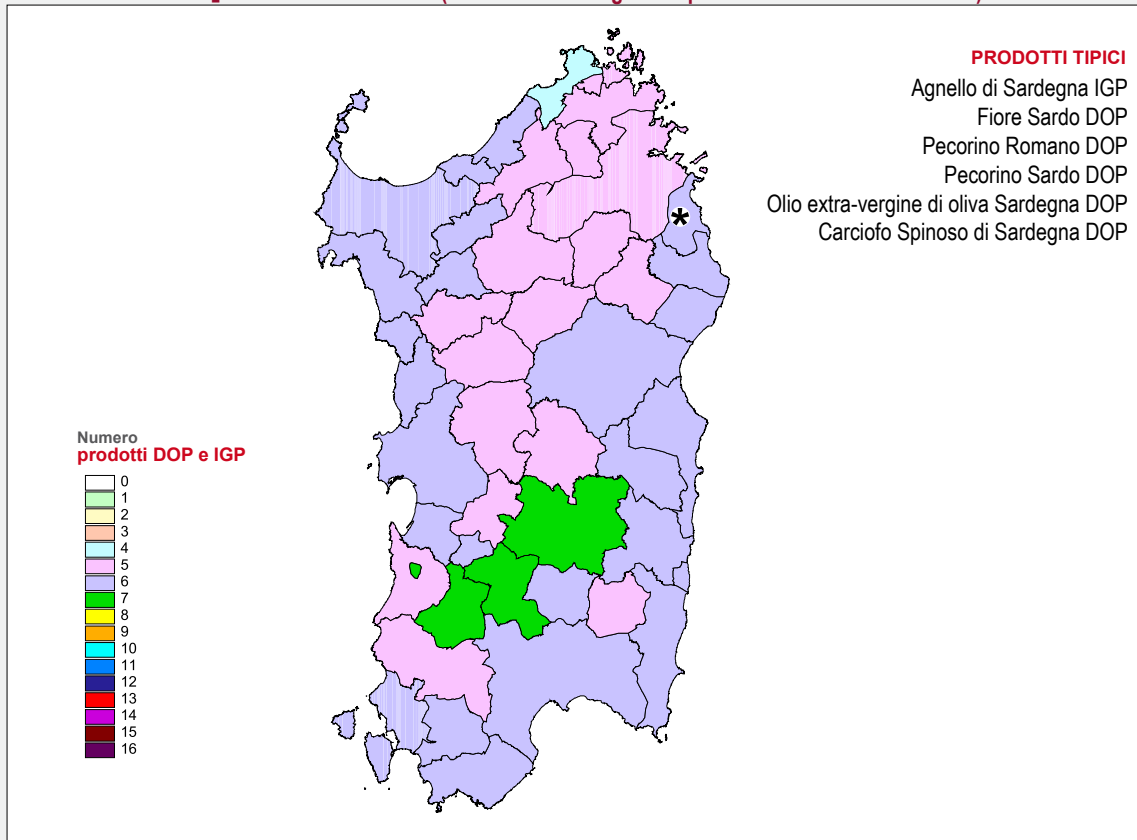 PRODOTTI TIPICI
Agnello di Sardegna IGP
Fiore Sardo DOP
Pecorino Romano DOP
Pecorino Sardo DOP
Olio extra-vergine di oliva Sardegna DOP
Carciofo Spinoso di Sardegna DOP
*
Numero
prodotti DOP e IGP
0
1
2
3
4
5
6
7
8
9
10
11
12
13
14
15
16